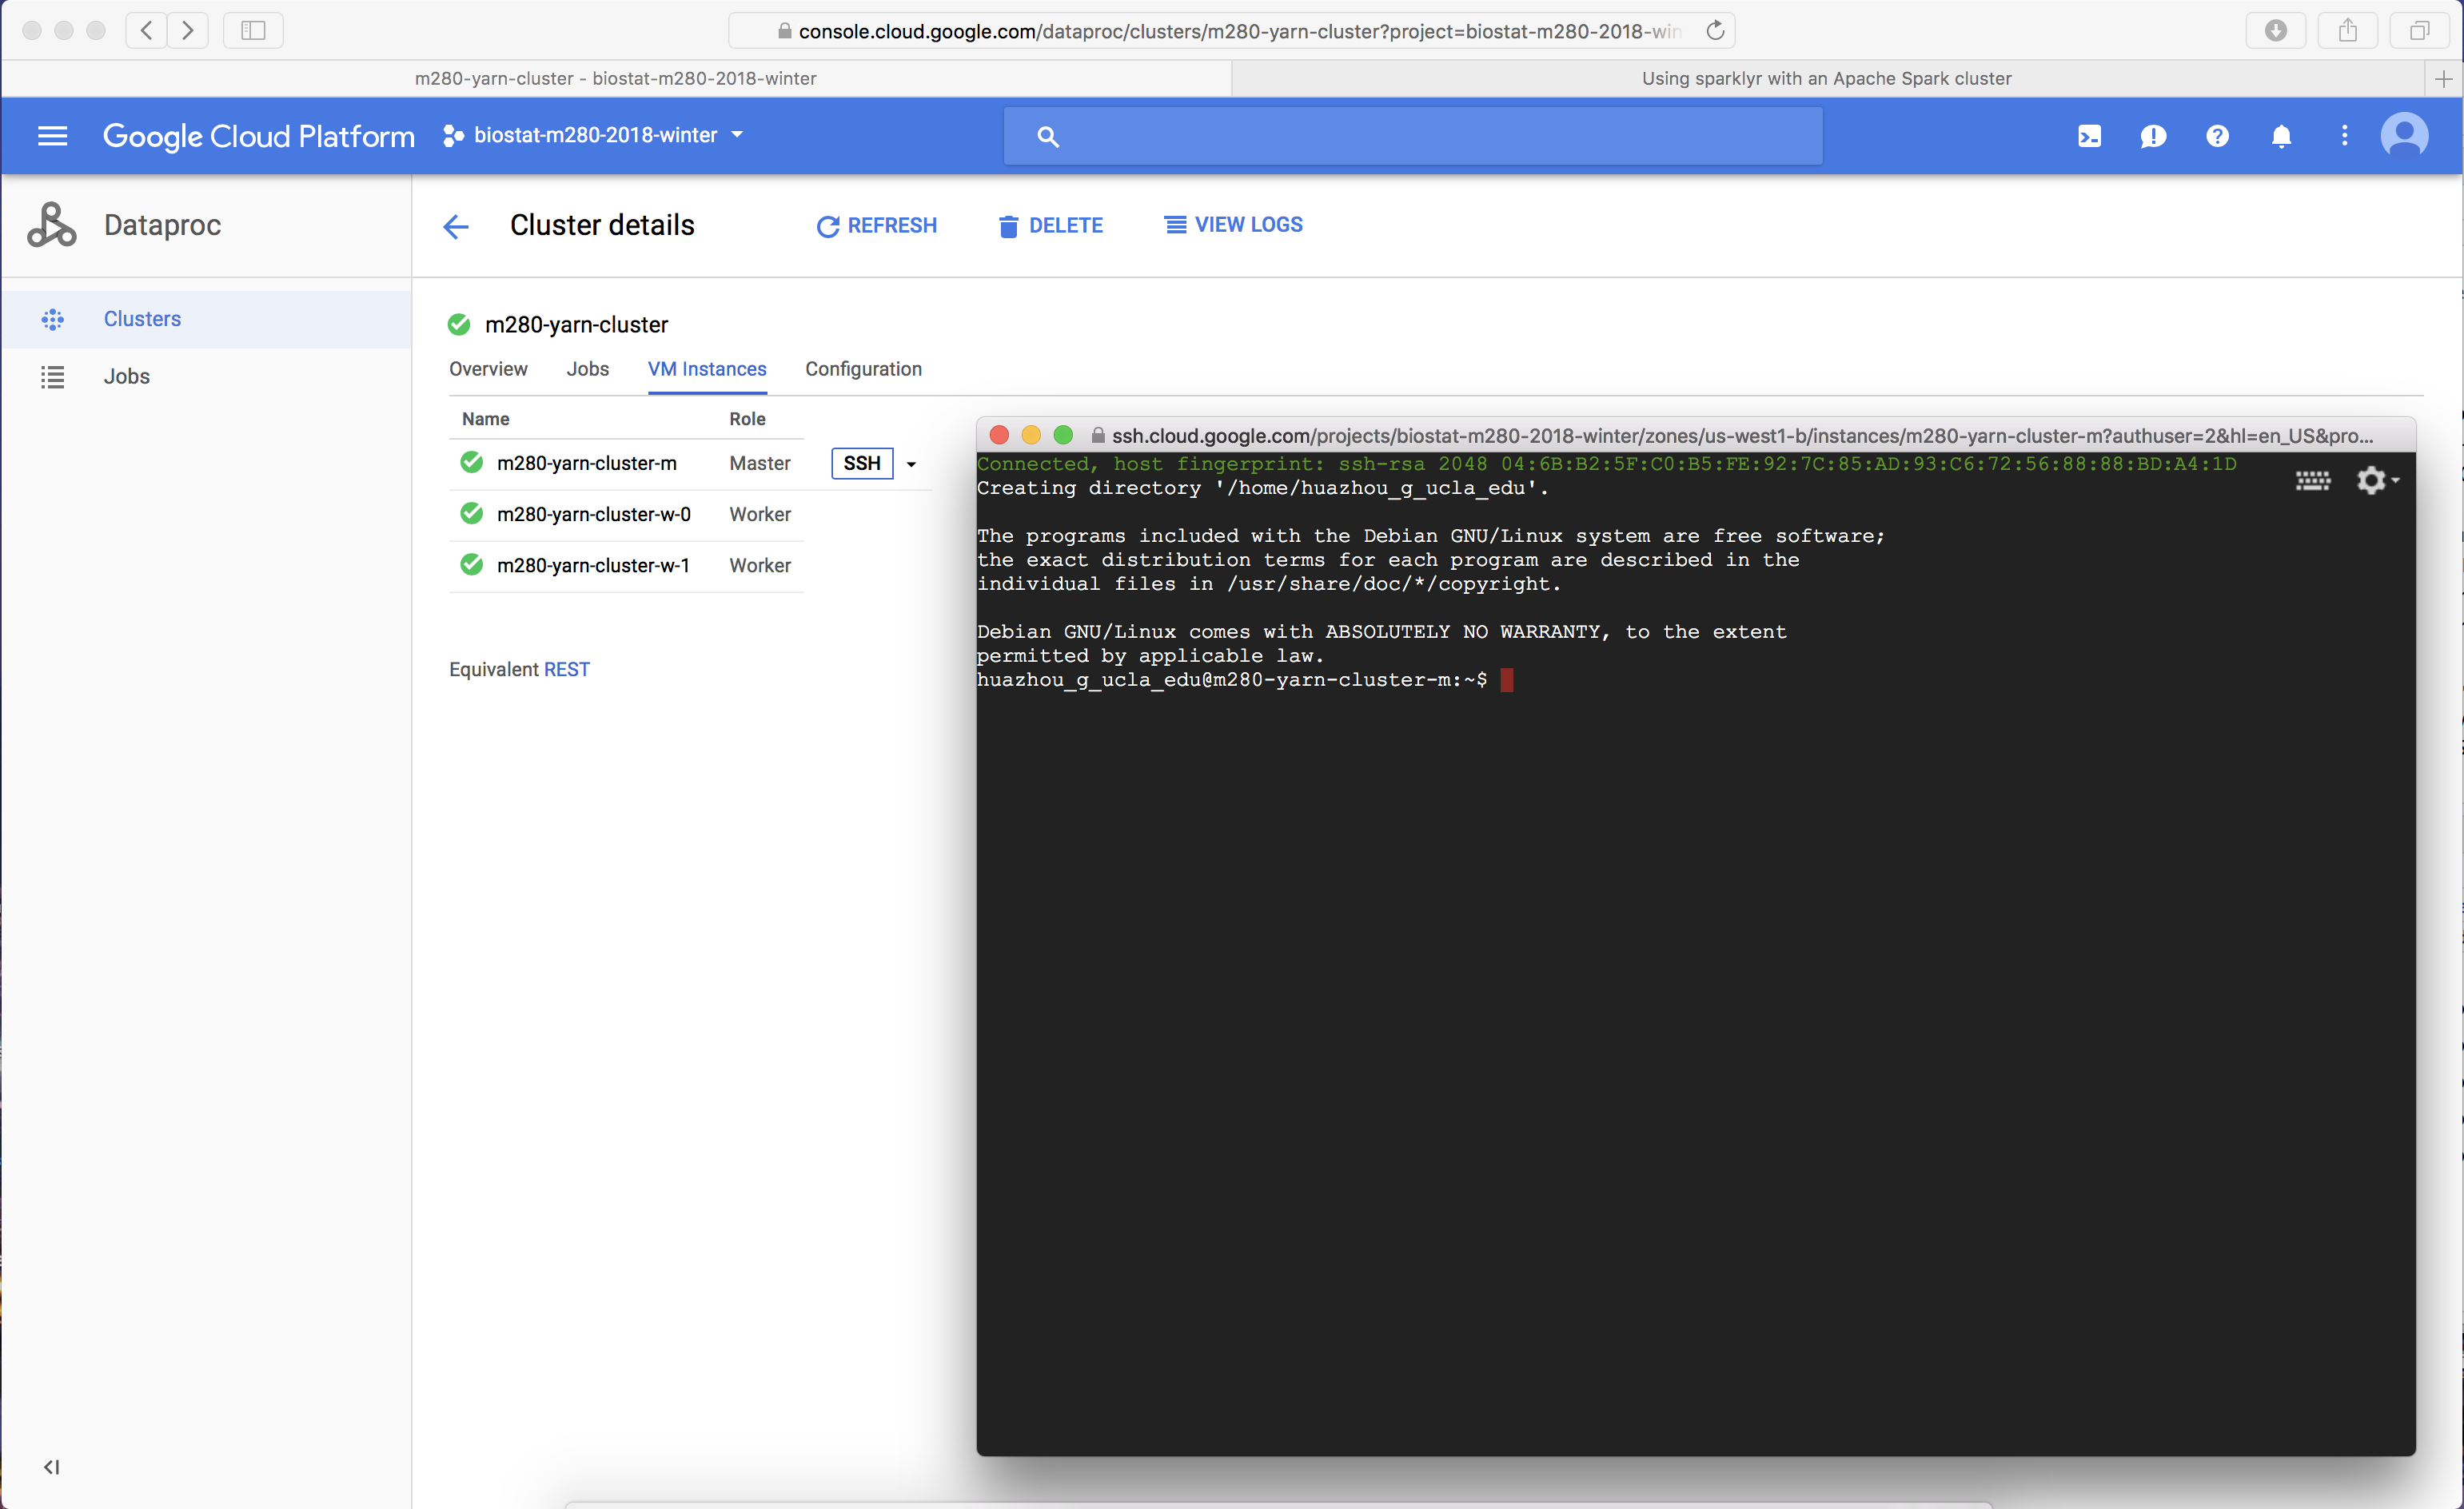 console.cloud.google.com/dataproc/clusters/m280-yarn-cluster?project=biostat-m280-2018-win
m280-yarn-cluster - biostat-m280-2018-winter
Using sparklyr with an Apache Spark cluster
Google Cloud Platform
biostat-m280-2018-winter
Dataproc
Cluster details
REFRESH
DELETE
VIEW LOGS
Clusters
Jobs
m280-yarn-cluster
Overview Jobs VM Instances Configuration
Name Role
m280-yarn-cluster-m Master SSH
m280-yarn-cluster-w-0 Worker
m280-yarn-cluster-w-1 Worker
Equivalent REST
ssh.cloud.google.com/projects/biostat-m280-2018-winter/zones/us-west1-b/instances/m280-yarn-cluster-m?authuser=2&hl=en_US&pro...
Connected, host fingerprint: ssh-rsa 2048 04:6B:B2:5F:C0:B5:FE:92:7C:85:AD:93:C6:72:56:88:88:BD:A4:1D
Creating directory '/home/huazhou_g_ucla_edu'.
The programs included with the Debian GNU/Linux system are free software;
the exact distribution terms for each program are described in the
individual files in /usr/share/doc/*/copyright.
Debian GNU/Linux comes with ABSOLUTELY NO WARRANTY, to the extent
permitted by applicable law.
huazhou_g_ucla_edu@m280-yarn-cluster-m:~$